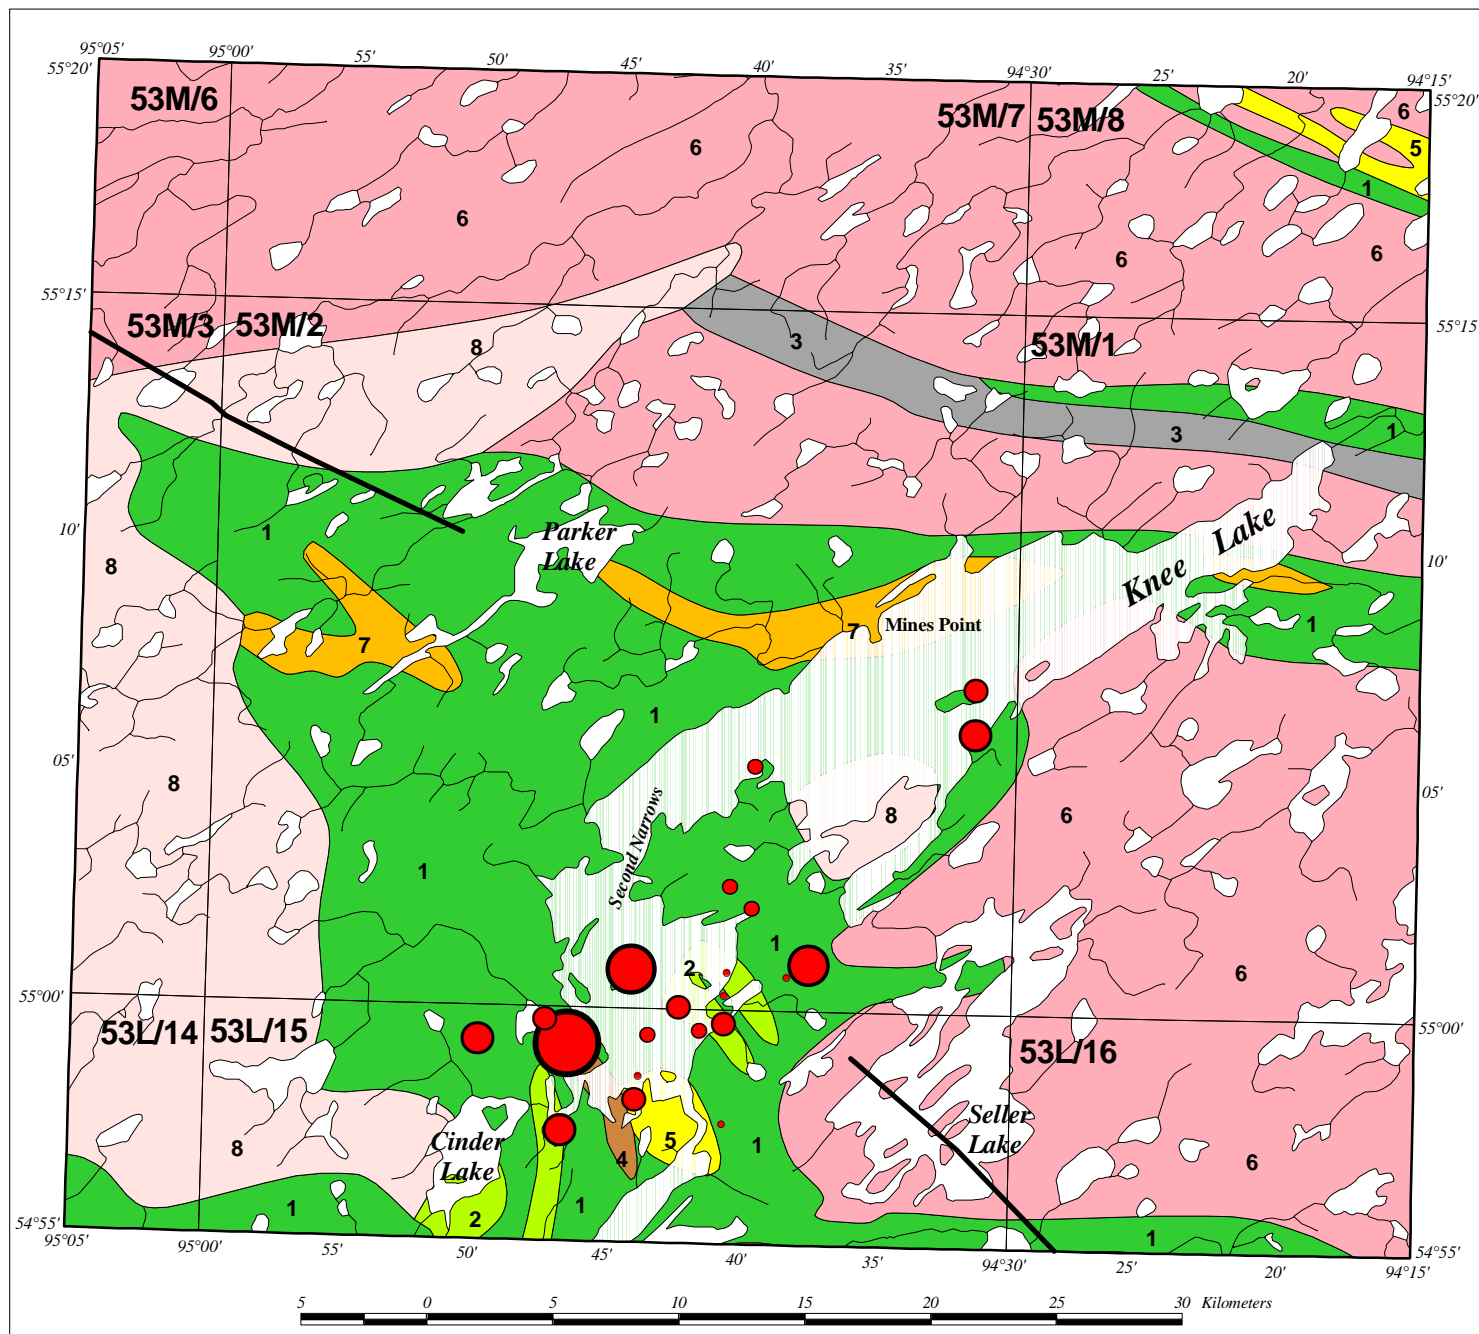 95°05' 95°00' 55' 50' 45' 40' 35' 94°30' 25' 20' 94°15'
55°20' 55°20'
53M/6 53M/7 53M/8 6
6 5
6 1
6 6
55°15' 55°15'
53M/3 53M/2 8 3 53M/1
3 1
10' 1 Parker Lake Knee Lake 10'
8
7 7 Mines Point 1
1
05' 8 Second Narrows 8 6 05'
1
1
2 6
55°00' 55°00'
53L/14 53L/15 53L/16
8 Cinder Lake 4 5 1 Seller Lake 6
1 2 1 1
54°55' 54°55'
95°05' 95°00' 55' 50' 45' 40' 35' 94°30' 25' 20' 94°15'
5 0 5 10 15 20 25 30 Kilometers